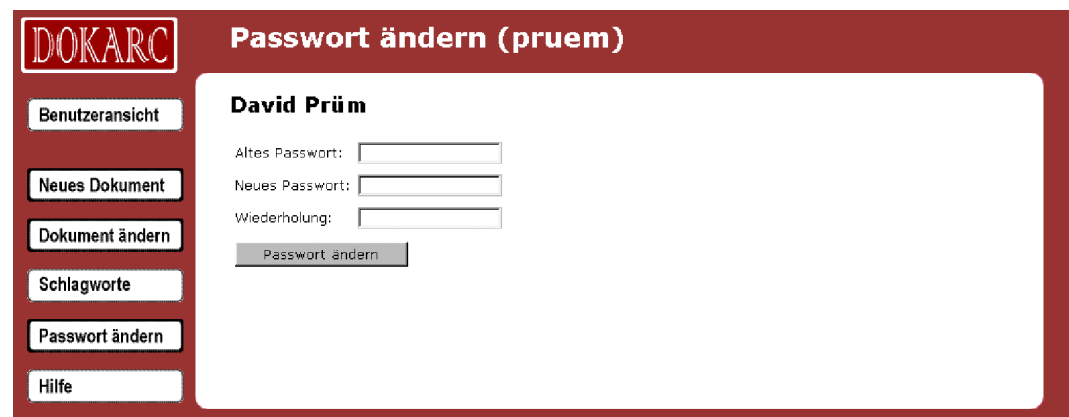 DOKARC
Passwort ändern (pruem)
Benutzeransicht
Neues Dokument
Dokument ändern
Schlagworte
Passwort ändern
Hilfe
David Prüm
Altes Passwort:
Neues Passwort:
Wiederholung:
Passwort ändern